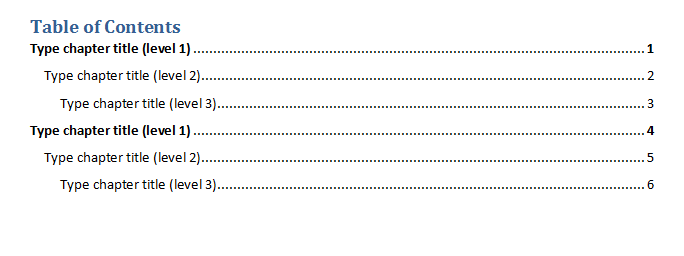 Table of Contents
Type chapter title (level 1) ........................................................................ 1
Type chapter title (level 2)........................................................................ 2
Type chapter title (level 3)........................................................................ 3
Type chapter title (level 1) ........................................................................ 4
Type chapter title (level 2)........................................................................ 5
Type chapter title (level 3)........................................................................ 6